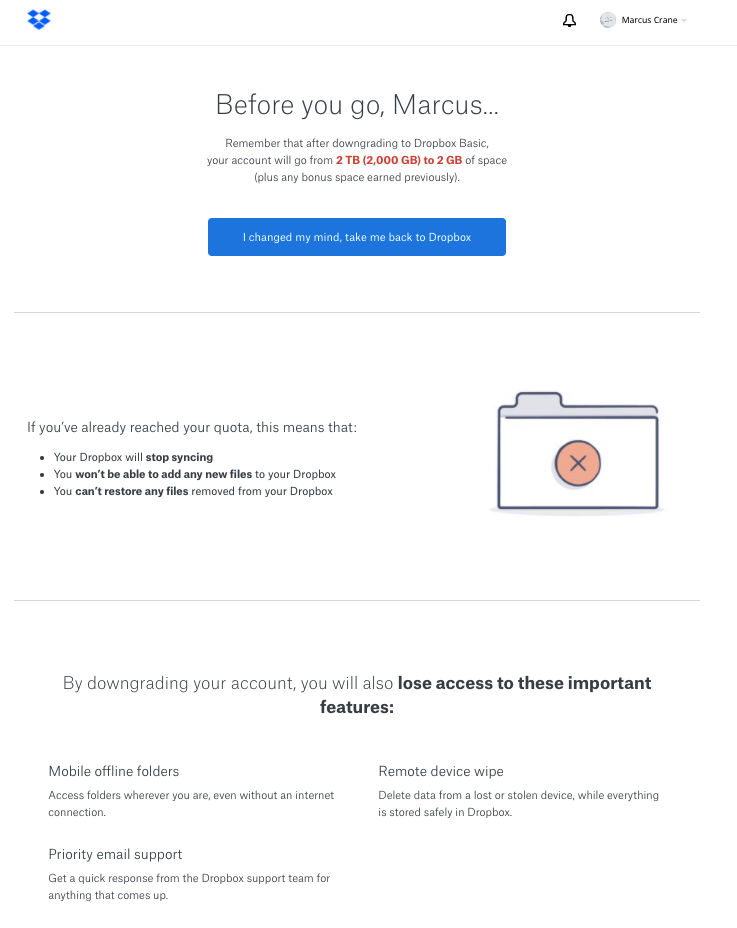 Marcus Crane
Before you go, Marcus...
Remember that after downgrading to Dropbox Basic,
your account will go from 2 TB (2,000 GB) to 2 GB of space
(plus any bonus space earned previously).
I changed my mind, take me back to Dropbox
If you’ve already reached your quota, this means that:
Your Dropbox will stop syncing
You won’t be able to add any new files to your Dropbox
You can’t restore any files removed from your Dropbox
By downgrading your account, you will also lose access to these important
features:
Mobile offline folders
Access folders wherever you are, even without an internet
connection.
Remote device wipe
Delete data from a lost or stolen device, while everything
is stored safely in Dropbox.
Priority email support
Get a quick response from the Dropbox support team for
anything that comes up.